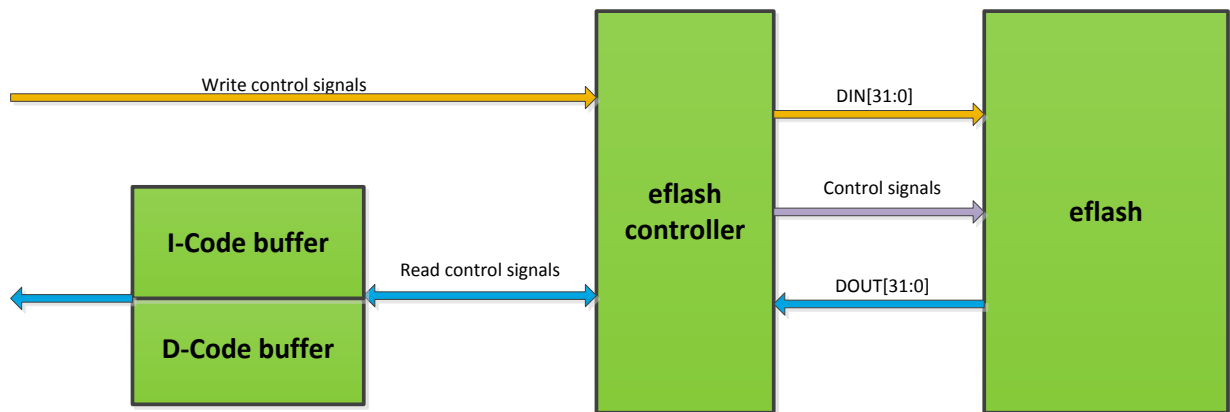 Write control signals
DIN[31:0]
eflash
controller
Control signals
eflash
I-Code buffer
Read control signals
DOUT[31:0]
D-Code buffer